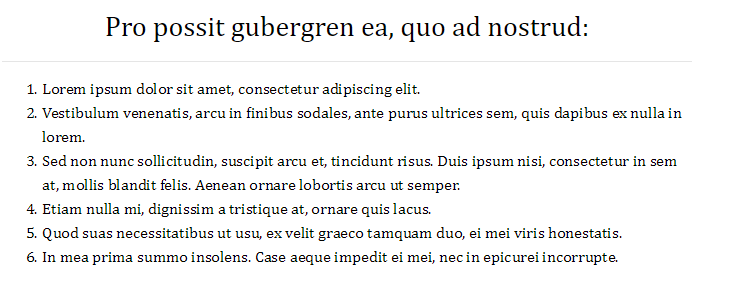 Pro possit gubergren ea, quo ad nostrud:
1. Lorem ipsum dolor sit amet, consectetur adipiscing elit.
2. Vestibulum venenatis, arcu in finibus sodales, ante purus ultrices sem, quis dapibus ex nulla in
lorem.
3. Sed non nunc sollicitudin, suscipit arcu et, tincidunt risus. Duis ipsum nisi, consectetur in sem
at, mollis blandit felis. Aenean ornare lobortis arcu ut semper.
4. Etiam nulla mi, dignissim a tristique at, ornare quis lacus.
5. Quod suas necessitatibus ut usu, ex velit graeco tamquam duo, ei mei viris honestatis.
6. In mea prima summo insolens. Case aeque impedit ei mei, nec in epicurei incorrupte.